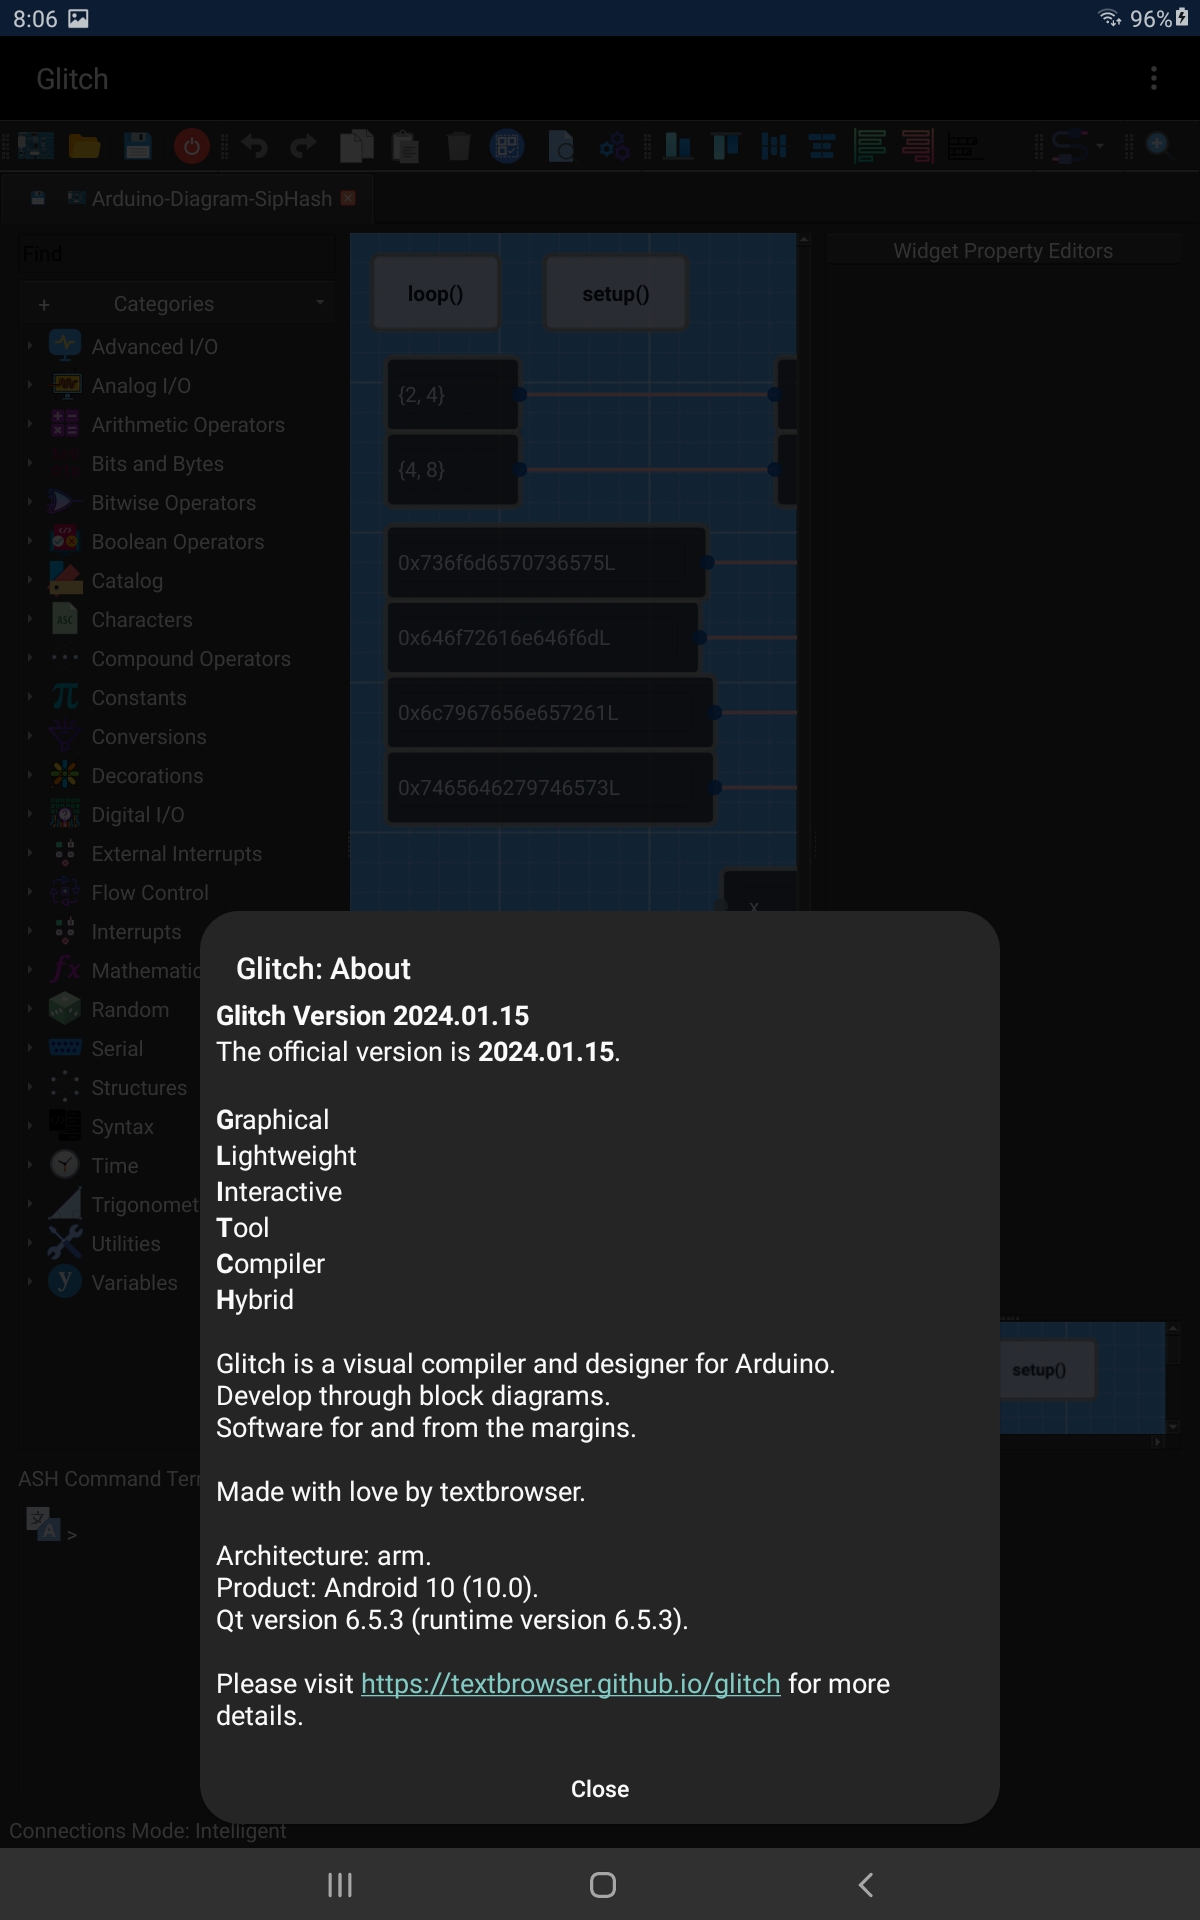 8:06
96%
Glitch
Arduino-Diagram-SipHash
Find
Widget Property Editors
+ Categories
Advanced I/O
Analog I/O
Arithmetic Operators
Bits and Bytes
Bitwise Operators
Boolean Operators
Catalog
ASC Characters
Compound Operators
Constants
Conversions
Decorations
Digital I/O
External Interrupts
Flow Control
Interrupts
Mathematic
Random
Serial
Structures
Syntax
Time
Trigonomet
Utilities
y Variables
loop()
setup()
{2, 4}
{4, 8}
0x736f6d6570736575L
0x646f72616e646f6dL
0x6c7967656e657261L
0x7465646279746573L
x
Glitch: About
Glitch Version 2024.01.15
The official version is 2024.01.15.
Graphical
Lightweight
Interactive
Tool
Compiler
Hybrid
Glitch is a visual compiler and designer for Arduino.
Develop through block diagrams.
Software for and from the margins.
Made with love by textbrowser.
Architecture: arm.
Product: Android 10 (10.0).
Qt version 6.5.3 (runtime version 6.5.3).
Please visit https://textbrowser.github.io/glitch for more
details.
Close
setup()
ASH Command Ter
文A >
Connections Mode: Intelligent